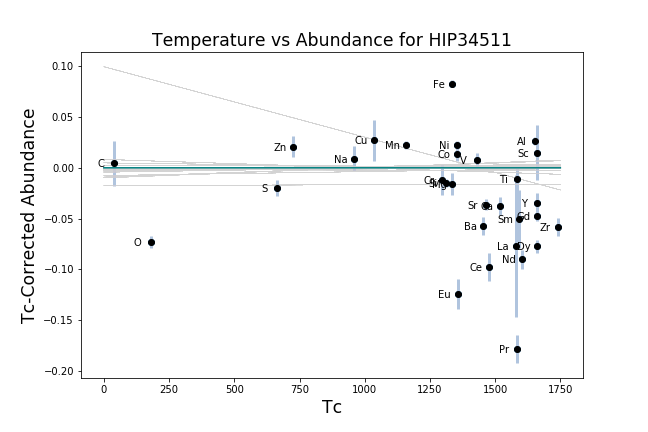 Temperature vs Abundance for HIP34511
Tc-Corrected Abundance
0.10
0.05
0.00
−0.05
−0.10
−0.15
−0.20
Fe
Cu
Mn
Ni
Al
Zn
Co
Sc
C
Na
V
S
Mg
Ti
Sr
Y
Sm
Gd
Ba
Zr
O
La
Dy
Nd
Ce
Eu
Pr
0
250
500
750
1000
1250
1500
1750
Tc